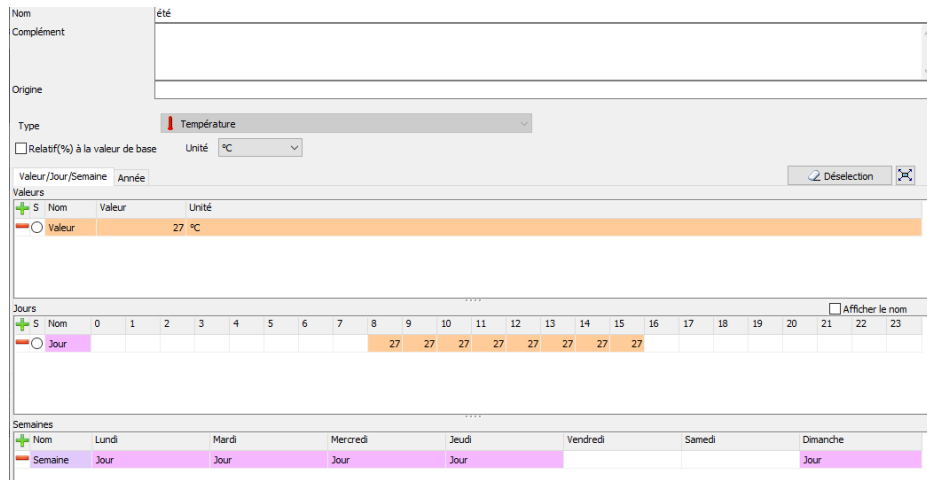 Nom été
Complément
Origine
Type Température
Relatif(%) à la valeur de base Unité °C
Valeur/Jour/Semaine Année Déselection
Valeurs
S Nom Valeur Unité
Valeur 27 °C
Jours Afficher le nom
S Nom 0 1 2 3 4 5 6 7 8 9 10 11 12 13 14 15 16 17 18 19 20 21 22 23
Jour 27 27 27 27 27 27 27 27
Semaines
Nom Lundi Mardi Mercredi Jeudi Vendredi Samedi Dimanche
Semaine Jour Jour Jour Jour Jour